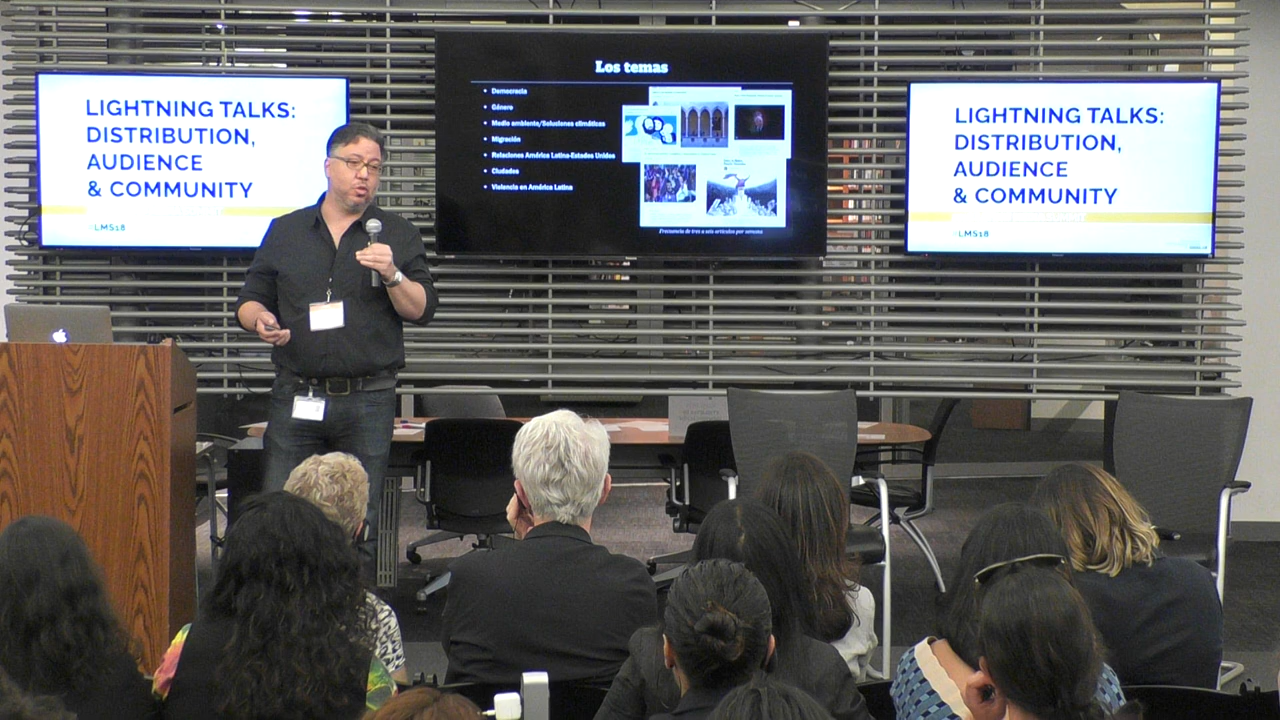 LIGHTNING TALKS:
DISTRIBUTION,
AUDIENCE
& COMMUNITY
#LMS18
Los temas
• Democracia
• Género
• Medio ambiente/Soluciones climáticas
• Migración
• Relaciones América Latina-Estados Unidos
• Ciudades
• Violencia en América Latina
Frecuencia de tres a seis artículos por semana
LIGHTNING TALKS:
DISTRIBUTION,
AUDIENCE
& COMMUNITY
#LMS18